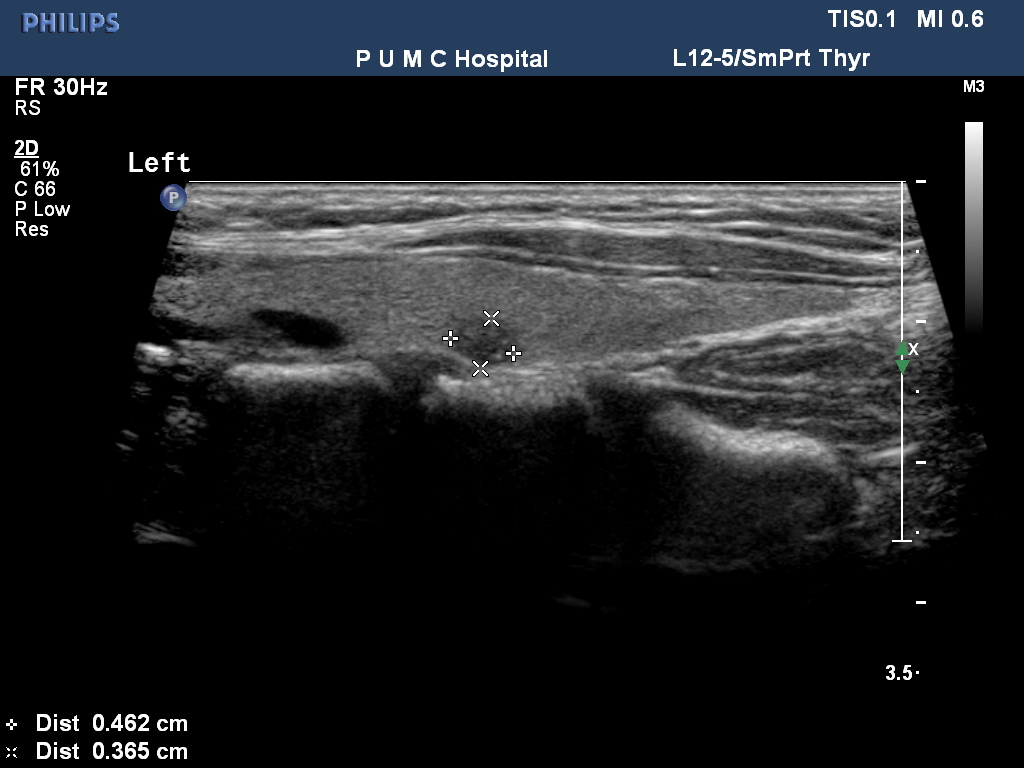 PHILIPS
TIS0.1 MI 0.6
P U M C Hospital
L12-5/SmPrt Thyr
FR 30Hz
RS
M3
2D
61%
C 66
P Low
Res
Left
P
X
3.5
Dist 0.462 cm
Dist 0.365 cm